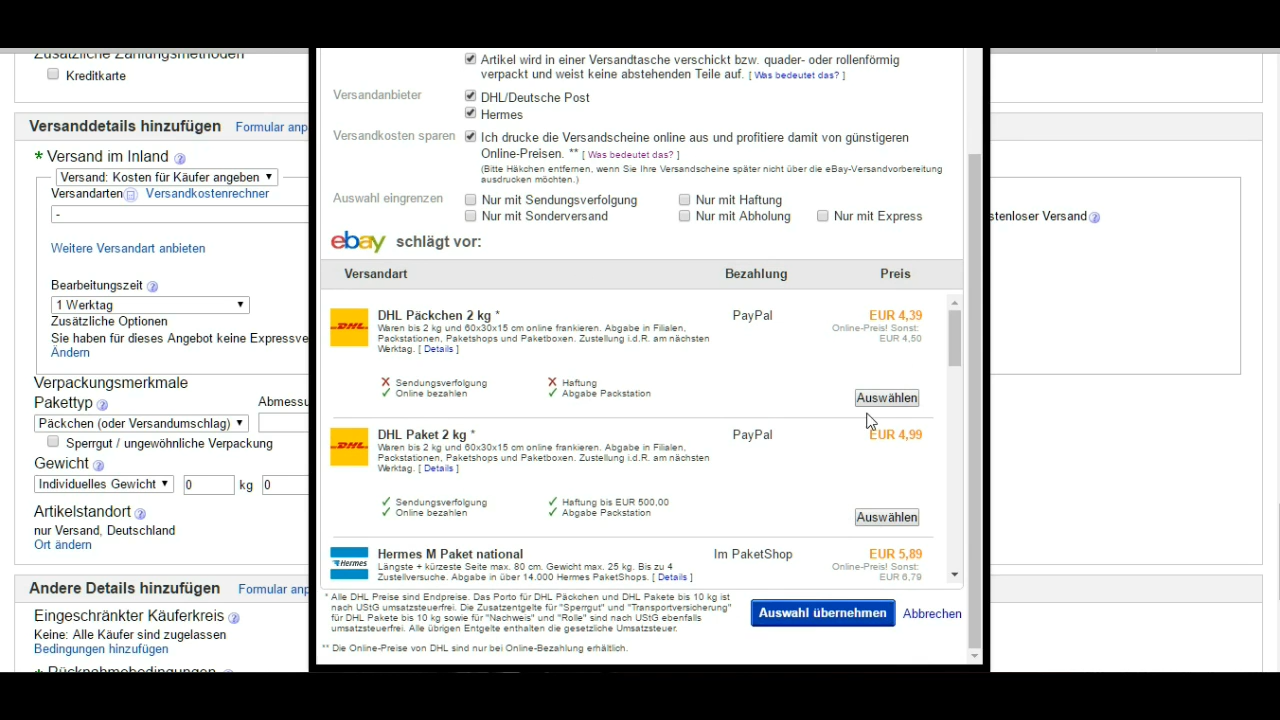 Zusätzliche Zahlungsmethoden
Kreditkarte
Versanddetails hinzufügen Formular anp
* Versand im Inland
Versand: Kosten für Käufer angeben
Versandarten Versandkostenrechner
-
Weitere Versandart anbieten
Bearbeitungszeit
1 Werktag
Zusätzliche Optionen
Sie haben für dieses Angebot keine Expressve
Ändern
Verpackungsmerkmale
Pakettyp Abmessu
Päckchen (oder Versandumschlag)
Sperrgut / ungewöhnliche Verpackung
Gewicht
Individuelles Gewicht 0 kg 0
Artikelstandort
nur Versand, Deutschland
Ort ändern
Andere Details hinzufügen Formular anp
Eingeschränkter Käuferkreis
Keine: Alle Käufer sind zugelassen
Bedingungen hinzufügen
* Rücknahmebedingungen
Artikel wird in einer Versandtasche verschickt bzw. quader- oder rollenförmig
verpackt und weist keine abstehenden Teile auf. [ Was bedeutet das? ]
Versandanbieter DHL/Deutsche Post
Hermes
Versandkosten sparen Ich drucke die Versandscheine online aus und profitiere damit von günstigeren
Online-Preisen. ** [ Was bedeutet das? ]
(Bitte Häkchen entfernen, wenn Sie Ihre Versandscheine später nicht über die eBay-Versandvorbereitung
ausdrucken möchten.)
Auswahl eingrenzen Nur mit Sendungsverfolgung Nur mit Haftung
Nur mit Sonderversand Nur mit Abholung Nur mit Express
ebay schlägt vor:
Versandart Bezahlung Preis
DHL DHL Päckchen 2 kg * PayPal EUR 4,39
Waren bis 2 kg und 60x30x15 cm online frankieren. Abgabe in Filialen, Online-Preis! Sonst:
Packstationen, Paketshops und Paketboxen. Zustellung i.d.R. am nächsten EUR 4,50
Werktag. [ Details ]
Sendungsverfolgung Haftung
Online bezahlen Abgabe Packstation
Auswählen
DHL DHL Paket 2 kg * PayPal EUR 4,99
Waren bis 2 kg und 60x30x15 cm online frankieren. Abgabe in Filialen,
Packstationen, Paketshops und Paketboxen. Zustellung i.d.R. am nächsten
Werktag. [ Details ]
Sendungsverfolgung Haftung bis EUR 500,00
Online bezahlen Abgabe Packstation
Auswählen
Hermes Hermes M Paket national Im PaketShop EUR 5,89
Längste + kürzeste Seite max. 80 cm. Gewicht max. 25 kg. Bis zu 4 Online-Preis! Sonst:
Zustellversuche. Abgabe in über 14.000 Hermes PaketShops. [ Details ] EUR 6,79
* Alle DHL Preise sind Endpreise. Das Porto für DHL Päckchen und DHL Pakete bis 10 kg ist
nach UStG umsatzsteuerfrei. Die Zusatzentgelte für "Sperrgut" und "Transportversicherung"
für DHL Pakete bis 10 kg sowie für "Nachweis" und "Rolle" sind nach UStG ebenfalls
umsatzsteuerfrei. Alle übrigen Entgelte enthalten die gesetzliche Umsatzsteuer.
Auswahl übernehmen Abbrechen
** Die Online-Preise von DHL sind nur bei Online-Bezahlung erhältlich.
stenloser Versand